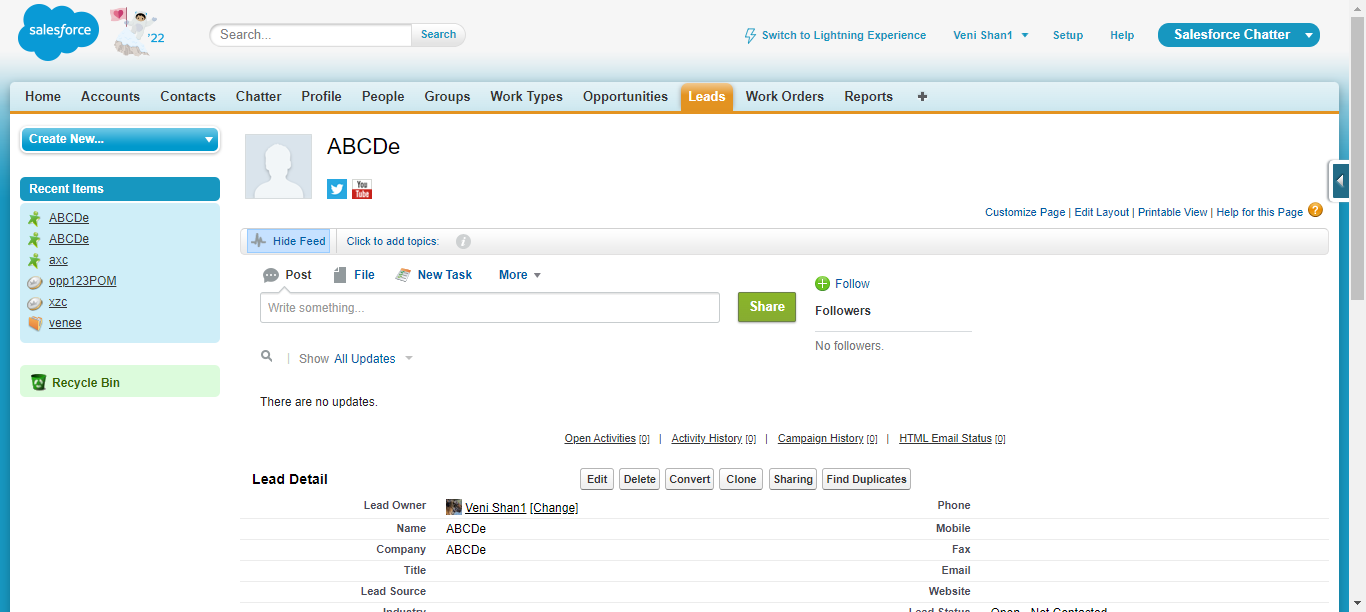 salesforce
'22
Search...
Search
Switch to Lightning Experience
Veni Shan1
Setup
Help
Salesforce Chatter
Home Accounts Contacts Chatter Profile People Groups Work Types Opportunities Leads Work Orders Reports +
Create New...
Recent Items
ABCDe
ABCDe
axc
opp123POM
xzc
venee
Recycle Bin
ABCDe
You
Tube
Customize Page | Edit Layout | Printable View | Help for this Page ?
Hide Feed Click to add topics: i
Post File New Task More
Write something...
Share
Follow
Followers
No followers.
Show All Updates
There are no updates.
Open Activities [0] | Activity History [0] | Campaign History [0] | HTML Email Status [0]
Lead Detail Edit Delete Convert Clone Sharing Find Duplicates
Lead Owner Veni Shan1 [Change] Phone
Name ABCDe Mobile
Company ABCDe Fax
Title Email
Lead Source Website
Industry Lead Status Open - Not Contacted